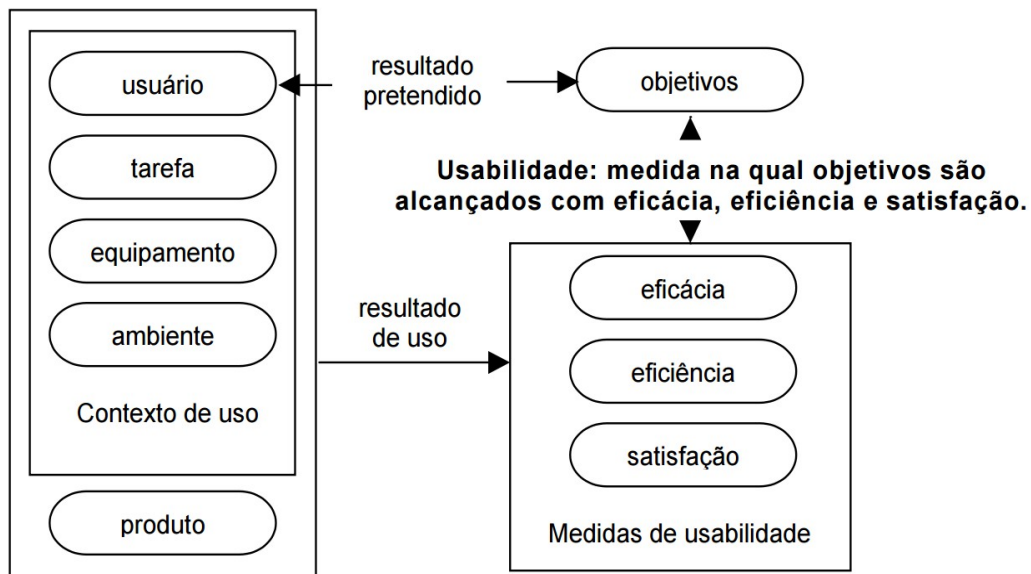 usuário
tarefa
equipamento
ambiente
Contexto de uso
produto
resultado
pretendido
objetivos
Usabilidade: medida na qual objetivos são
alcançados com eficácia, eficiência e satisfação.
resultado
de uso
eficácia
eficiência
satisfação
Medidas de usabilidade